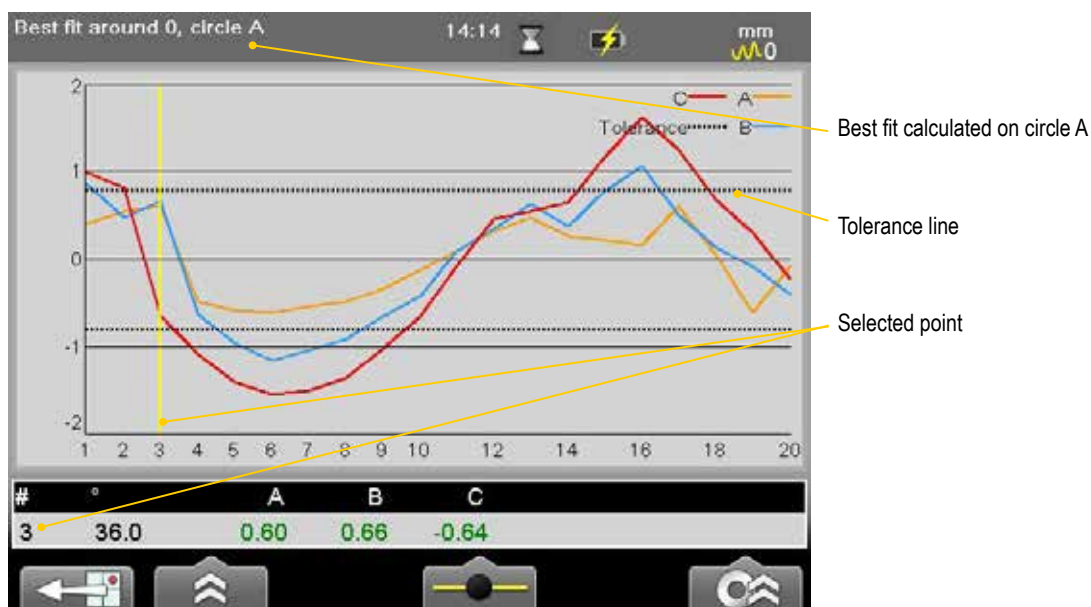 Best fit around 0, circle A 14:14 mm
0
2
C A
Tolerance B
1
0
-1
-2
1 2 3 4 5 6 7 8 9 10 12 14 16 18 20
# ° A B C
3 36.0 0.60 0.66 -0.64
Best fit calculated on circle A
Tolerance line
Selected point